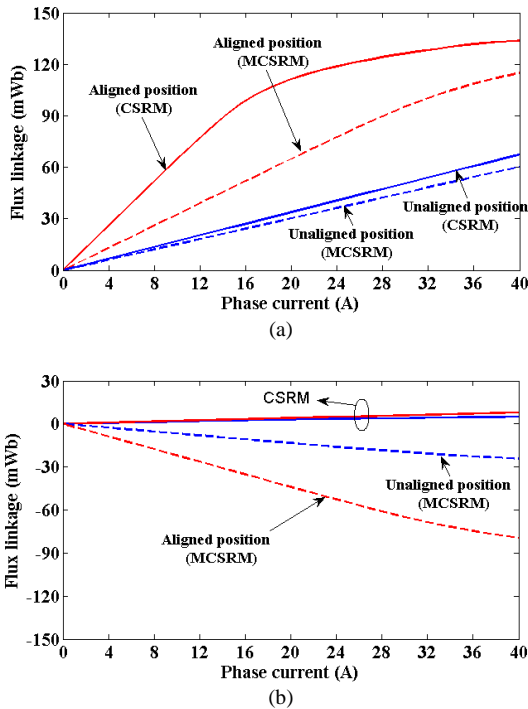 150
120
90
60
30
0
Flux linkage (mWb)
Aligned position
(MCSRM)
Aligned position
(CSRM)
Unaligned position
(CSRM)
Unaligned position
(MCSRM)
0 4 8 12 16 20 24 28 32 36 40
Phase current (A)
(a)
30
0
-30
-60
-90
-120
-150
Flux linkage (mWb)
CSRM
Unaligned position
(MCSRM)
Aligned position
(MCSRM)
0 4 8 12 16 20 24 28 32 36 40
Phase current (A)
(b)